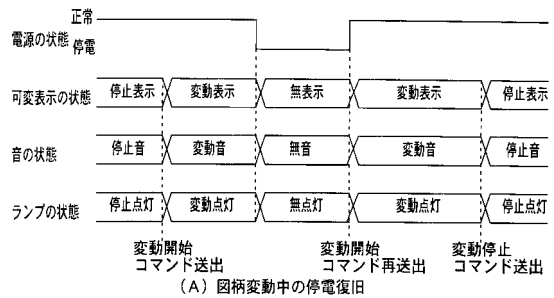 正常
電源の状態
停電
可変表示の状態 停止表示 変動表示 無表示 変動表示 停止表示
音の状態 停止音 変動音 無音 変動音 停止音
ランプの状態 停止点灯 変動点灯 無点灯 変動点灯 停止点灯
変動開始 変動開始 変動停止
コマンド送出 コマンド再送出 コマンド送出
(A) 図柄変動中の停電復旧